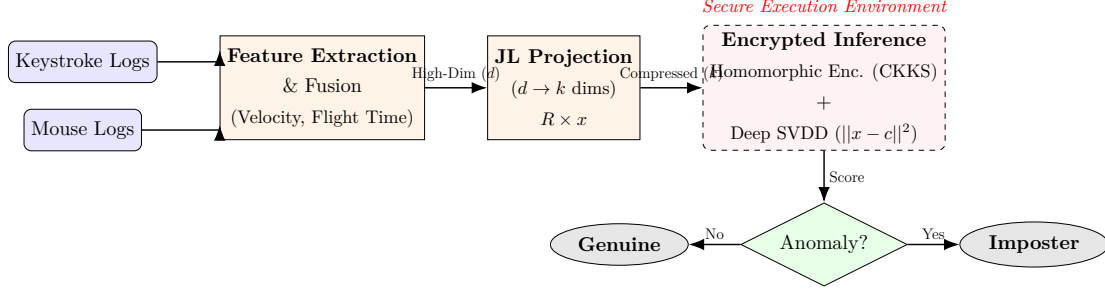 Secure Execution Environment
Keystroke Logs
Mouse Logs
Feature Extraction
& Fusion
(Velocity, Flight Time)
High-Dim (d)
JL Projection
(d → k dims)
R × x
Compressed (k)
Encrypted Inference
Homomorphic Enc. (CKKS)
+
Deep SVDD (||x − c||²)
Score
Genuine
No
Anomaly?
Yes
Imposter